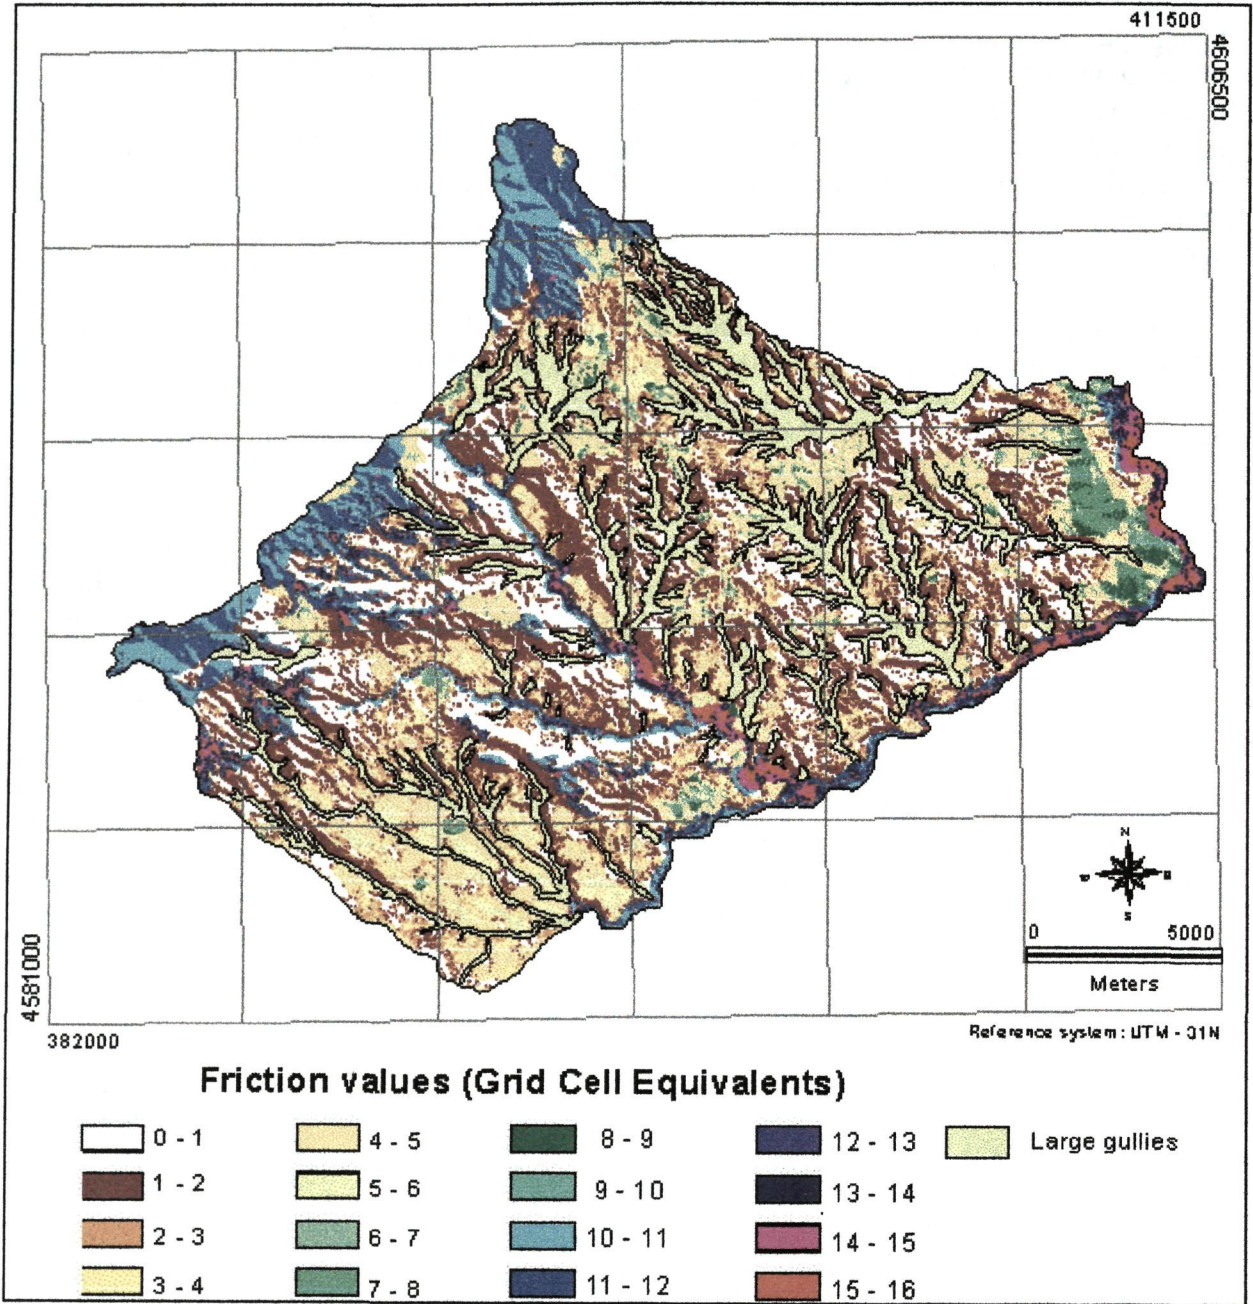 411500
4606500
N
S
0 5000
Meters
4581000
382000
Reference system: UTM - 31N
Friction values (Grid Cell Equivalents)
0 - 1 4 - 5 8 - 9 12 - 13 Large gullies
1 - 2 5 - 6 9 - 10 13 - 14
2 - 3 6 - 7 10 - 11 14 - 15
3 - 4 7 - 8 11 - 12 15 - 16